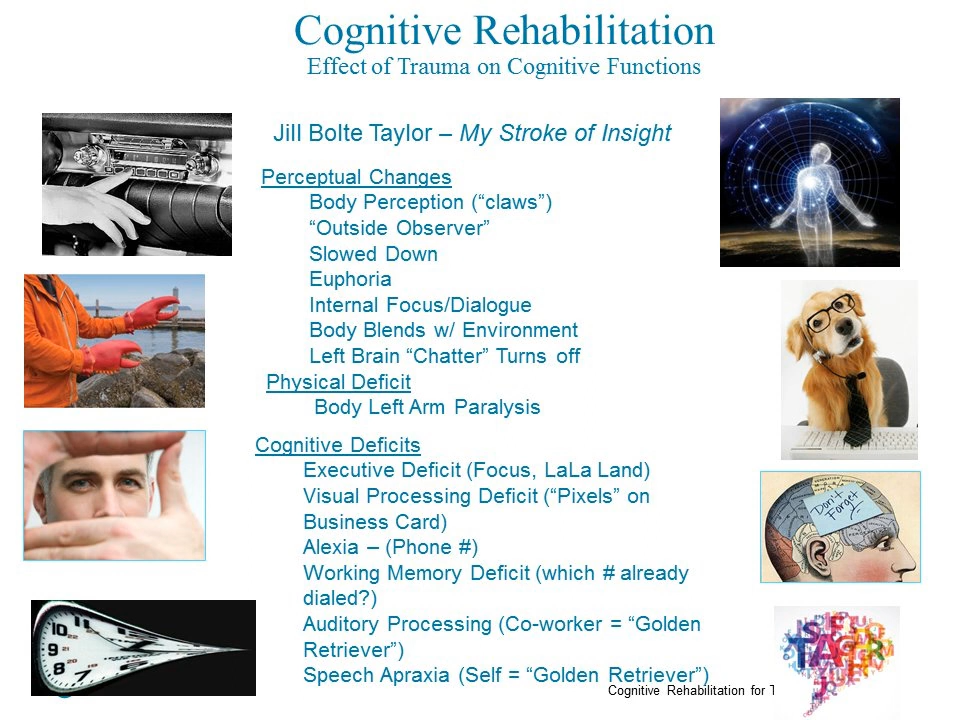 Cognitive Rehabilitation
Effect of Trauma on Cognitive Functions
Jill Bolte Taylor – My Stroke of Insight
Perceptual Changes
Body Perception (“claws”)
“Outside Observer”
Slowed Down
Euphoria
Internal Focus/Dialogue
Body Blends w/ Environment
Left Brain “Chatter” Turns off
Physical Deficit
Body Left Arm Paralysis
Cognitive Deficits
Executive Deficit (Focus, LaLa Land)
Visual Processing Deficit (“Pixels” on
Business Card)
Alexia – (Phone #)
Working Memory Deficit (which # already
dialed?)
Auditory Processing (Co-worker = “Golden
Retriever”)
Speech Apraxia (Self = “Golden Retriever”)
Cognitive Rehabilitation for T
Don't
Forget
10
9
8
7